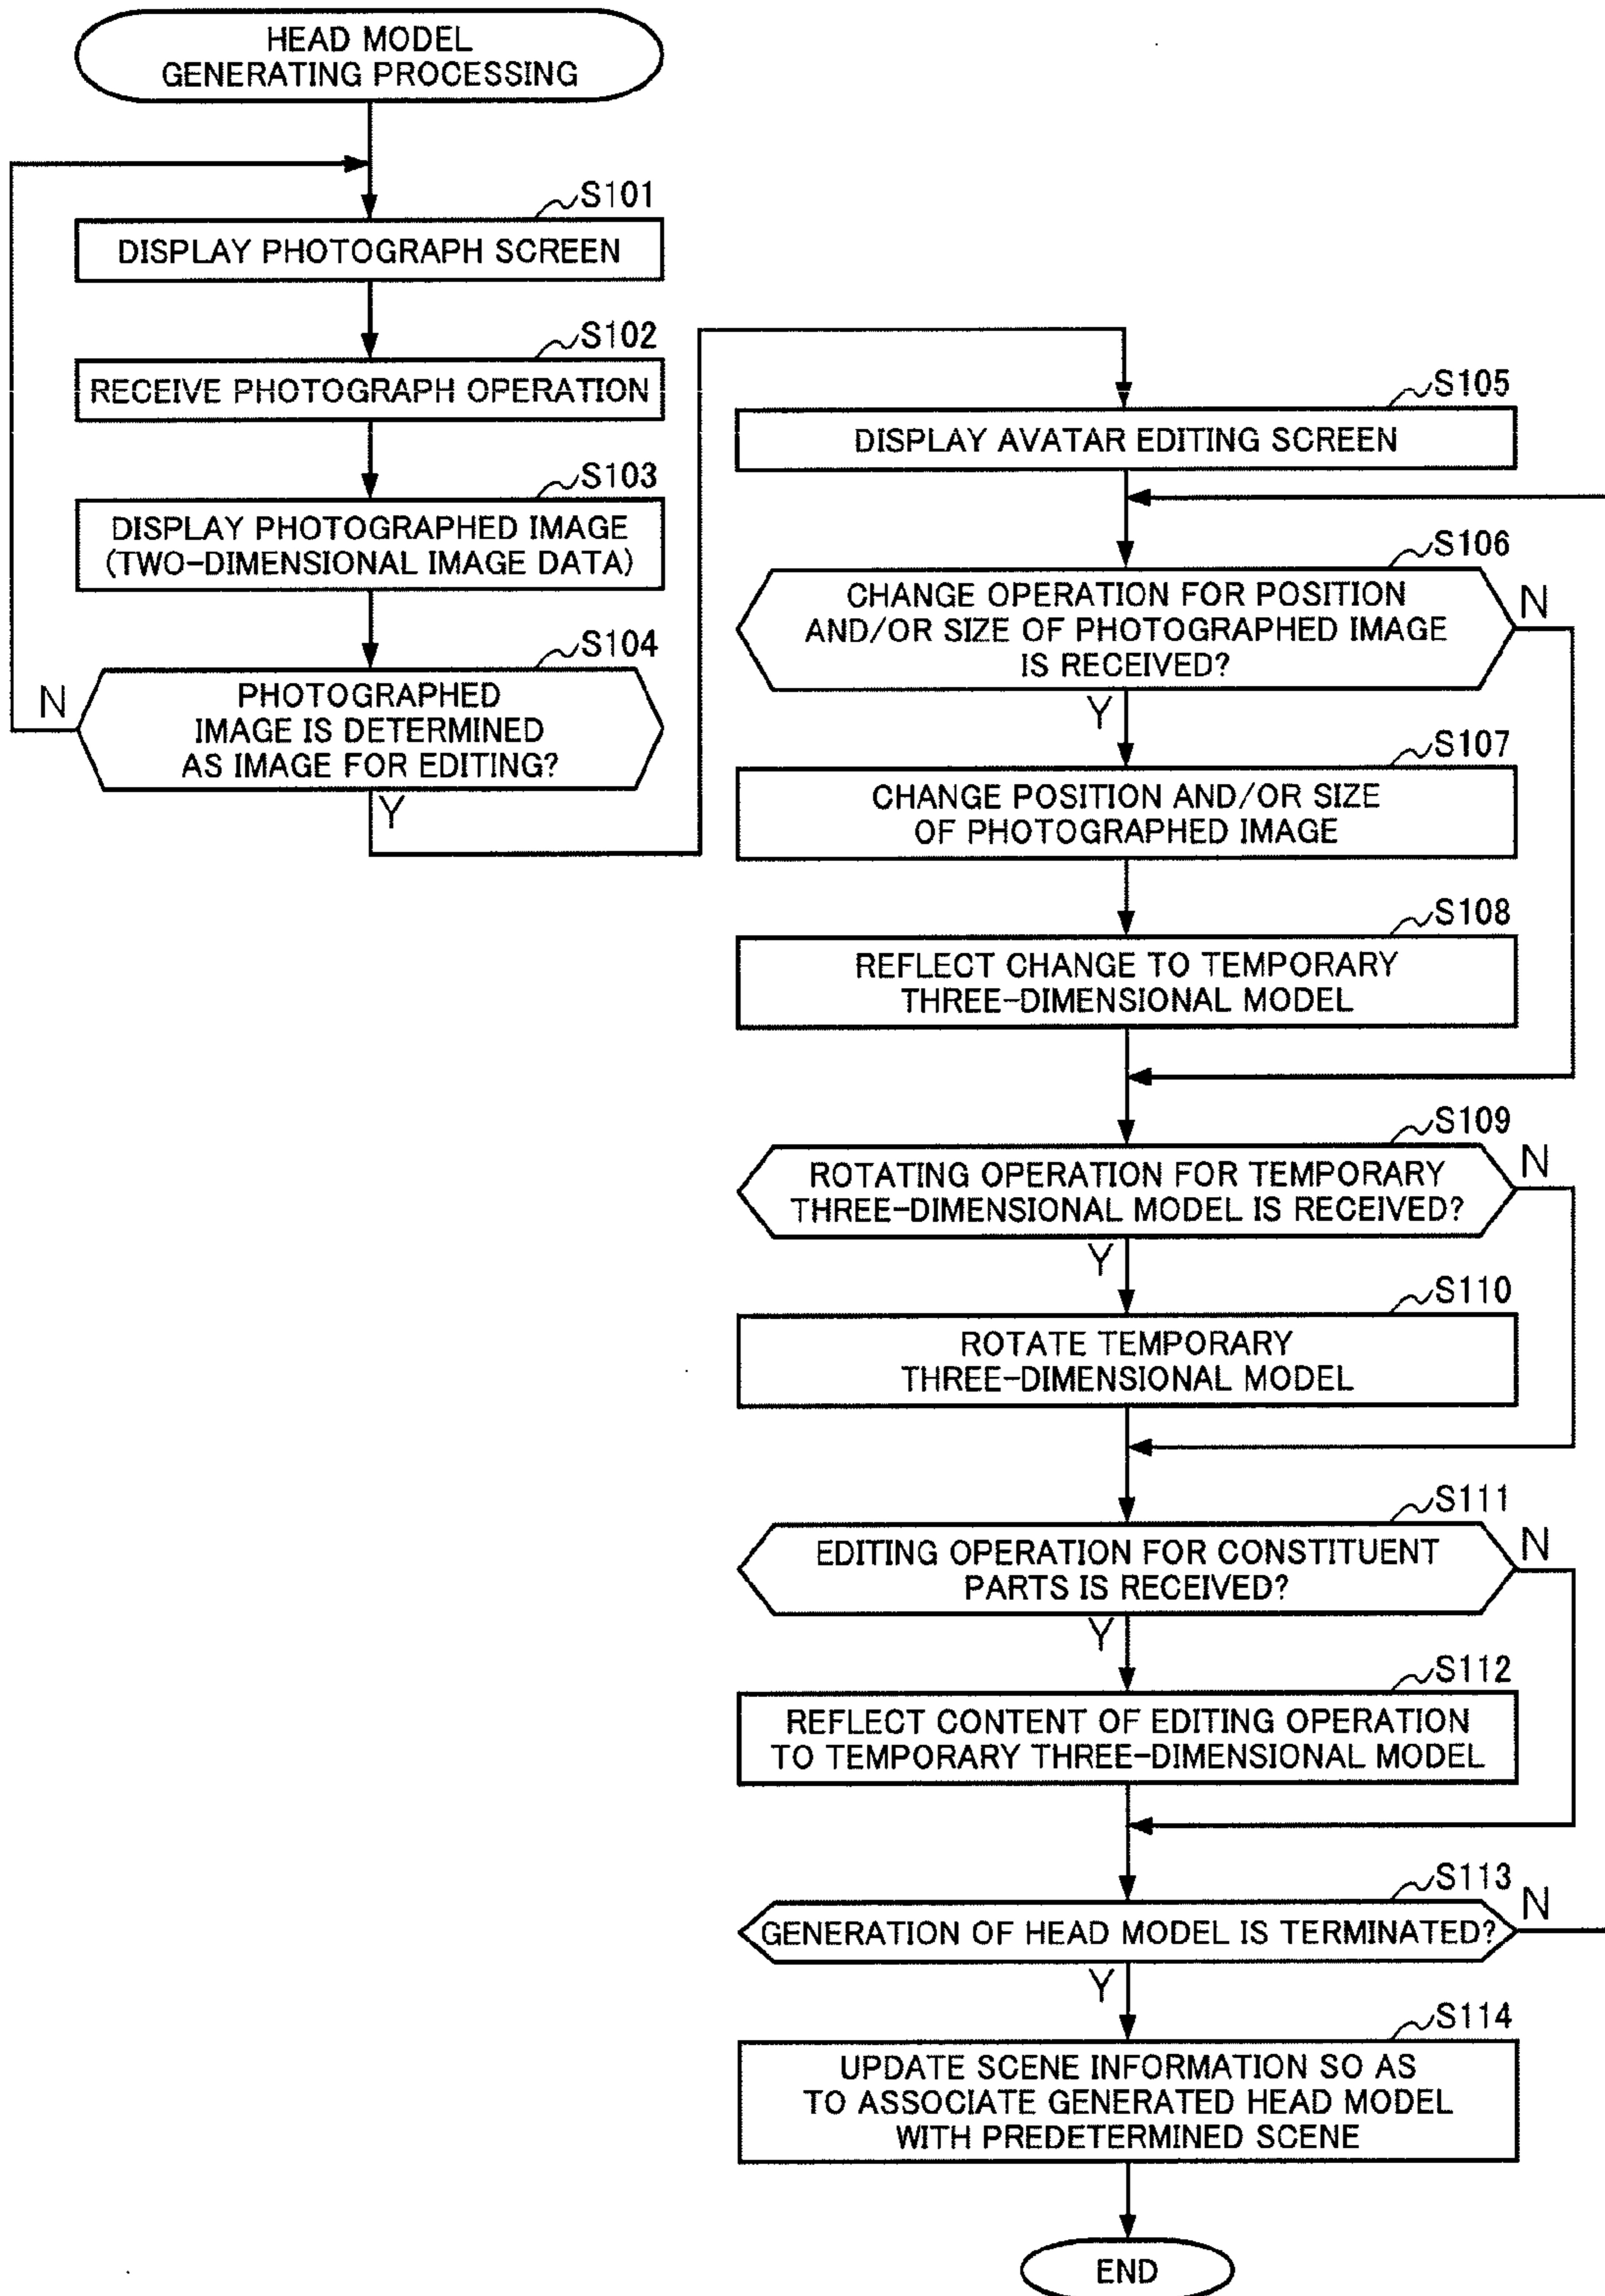 HEAD MODEL
GENERATING PROCESSING
S101
DISPLAY PHOTOGRAPH SCREEN
S102
RECEIVE PHOTOGRAPH OPERATION
S103
DISPLAY PHOTOGRAPHED IMAGE
(TWO-DIMENSIONAL IMAGE DATA)
S104
N
PHOTOGRAPHED
IMAGE IS DETERMINED
AS IMAGE FOR EDITING?
Y
S105
DISPLAY AVATAR EDITING SCREEN
S106
CHANGE OPERATION FOR POSITION
AND/OR SIZE OF PHOTOGRAPHED IMAGE
IS RECEIVED?
N
Y
S107
CHANGE POSITION AND/OR SIZE
OF PHOTOGRAPHED IMAGE
S108
REFLECT CHANGE TO TEMPORARY
THREE-DIMENSIONAL MODEL
S109
ROTATING OPERATION FOR TEMPORARY
THREE-DIMENSIONAL MODEL IS RECEIVED?
N
Y
S110
ROTATE TEMPORARY
THREE-DIMENSIONAL MODEL
S111
EDITING OPERATION FOR CONSTITUENT
PARTS IS RECEIVED?
N
Y
S112
REFLECT CONTENT OF EDITING OPERATION
TO TEMPORARY THREE-DIMENSIONAL MODEL
S113
GENERATION OF HEAD MODEL IS TERMINATED?
N
Y
S114
UPDATE SCENE INFORMATION SO AS
TO ASSOCIATE GENERATED HEAD MODEL
WITH PREDETERMINED SCENE
END